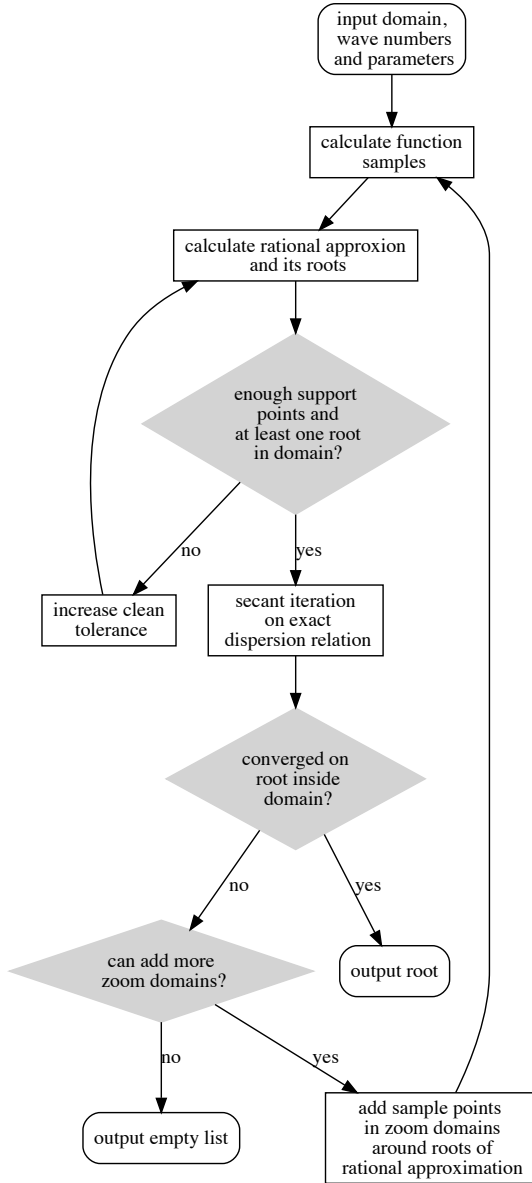 input domain,
wave numbers
and parameters
calculate function
samples
calculate rational approxion
and its roots
enough support
points and
at least one root
in domain?
no
yes
increase clean
tolerance
secant iteration
on exact
dispersion relation
converged on
root inside
domain?
no
yes
can add more
zoom domains?
output root
no
yes
output empty list
add sample points
in zoom domains
around roots of
rational approximation